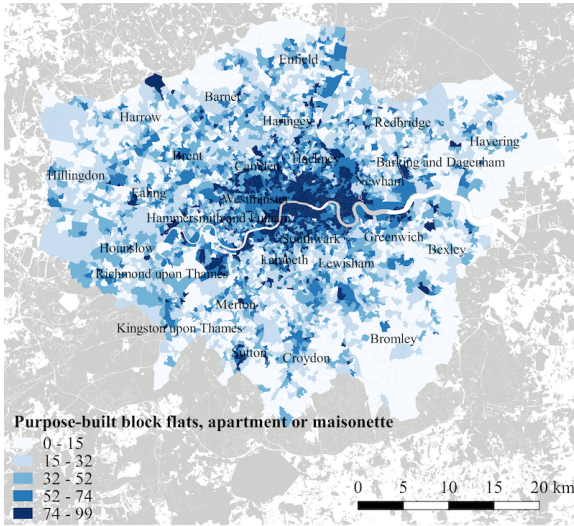 Enfield
Barnet
Harrow
Haringey
Redbridge
Havering
Brent
Camden
Hackney
Barking and Dagenham
Hillingdon
Newham
Ealing
Westminster
Hammersmith and Fulham
Southwark
Greenwich
Hounslow
Bexley
Lambeth
Lewisham
Richmond upon Thames
Merton
Kingston upon Thames
Bromley
Sutton
Croydon
Purpose-built block flats, apartment or maisonette
0 - 15
15 - 32
32 - 52
52 - 74
74 - 99
0 5 10 15 20 km